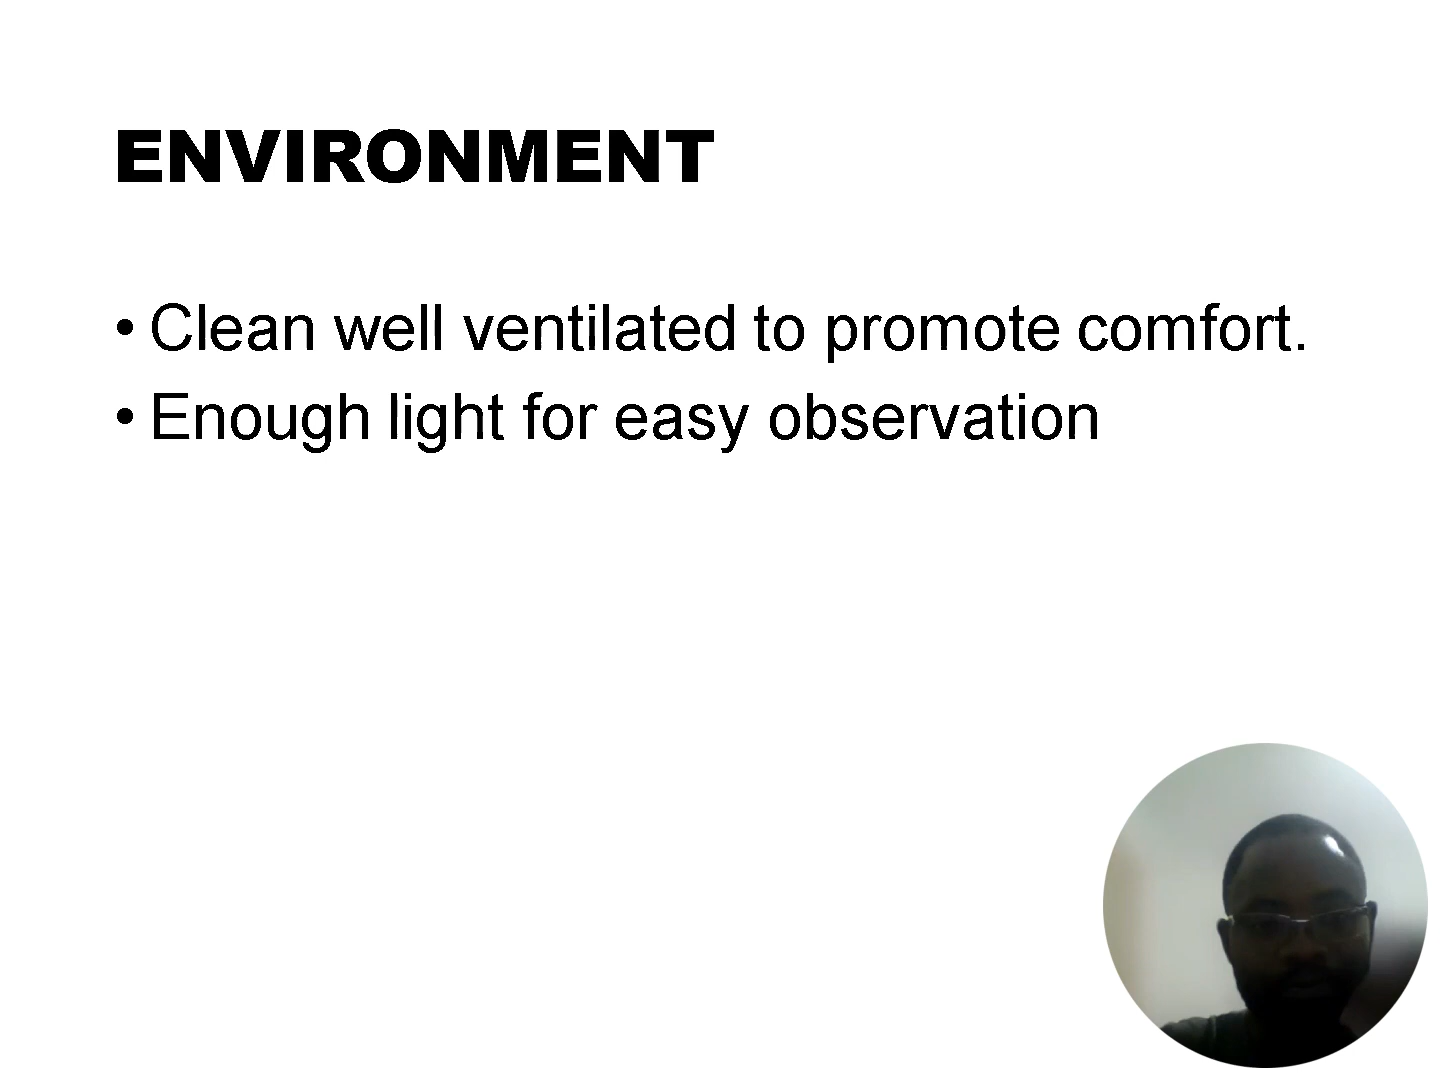 ENVIRONMENT
• Clean well ventilated to promote comfort.
• Enough light for easy observation